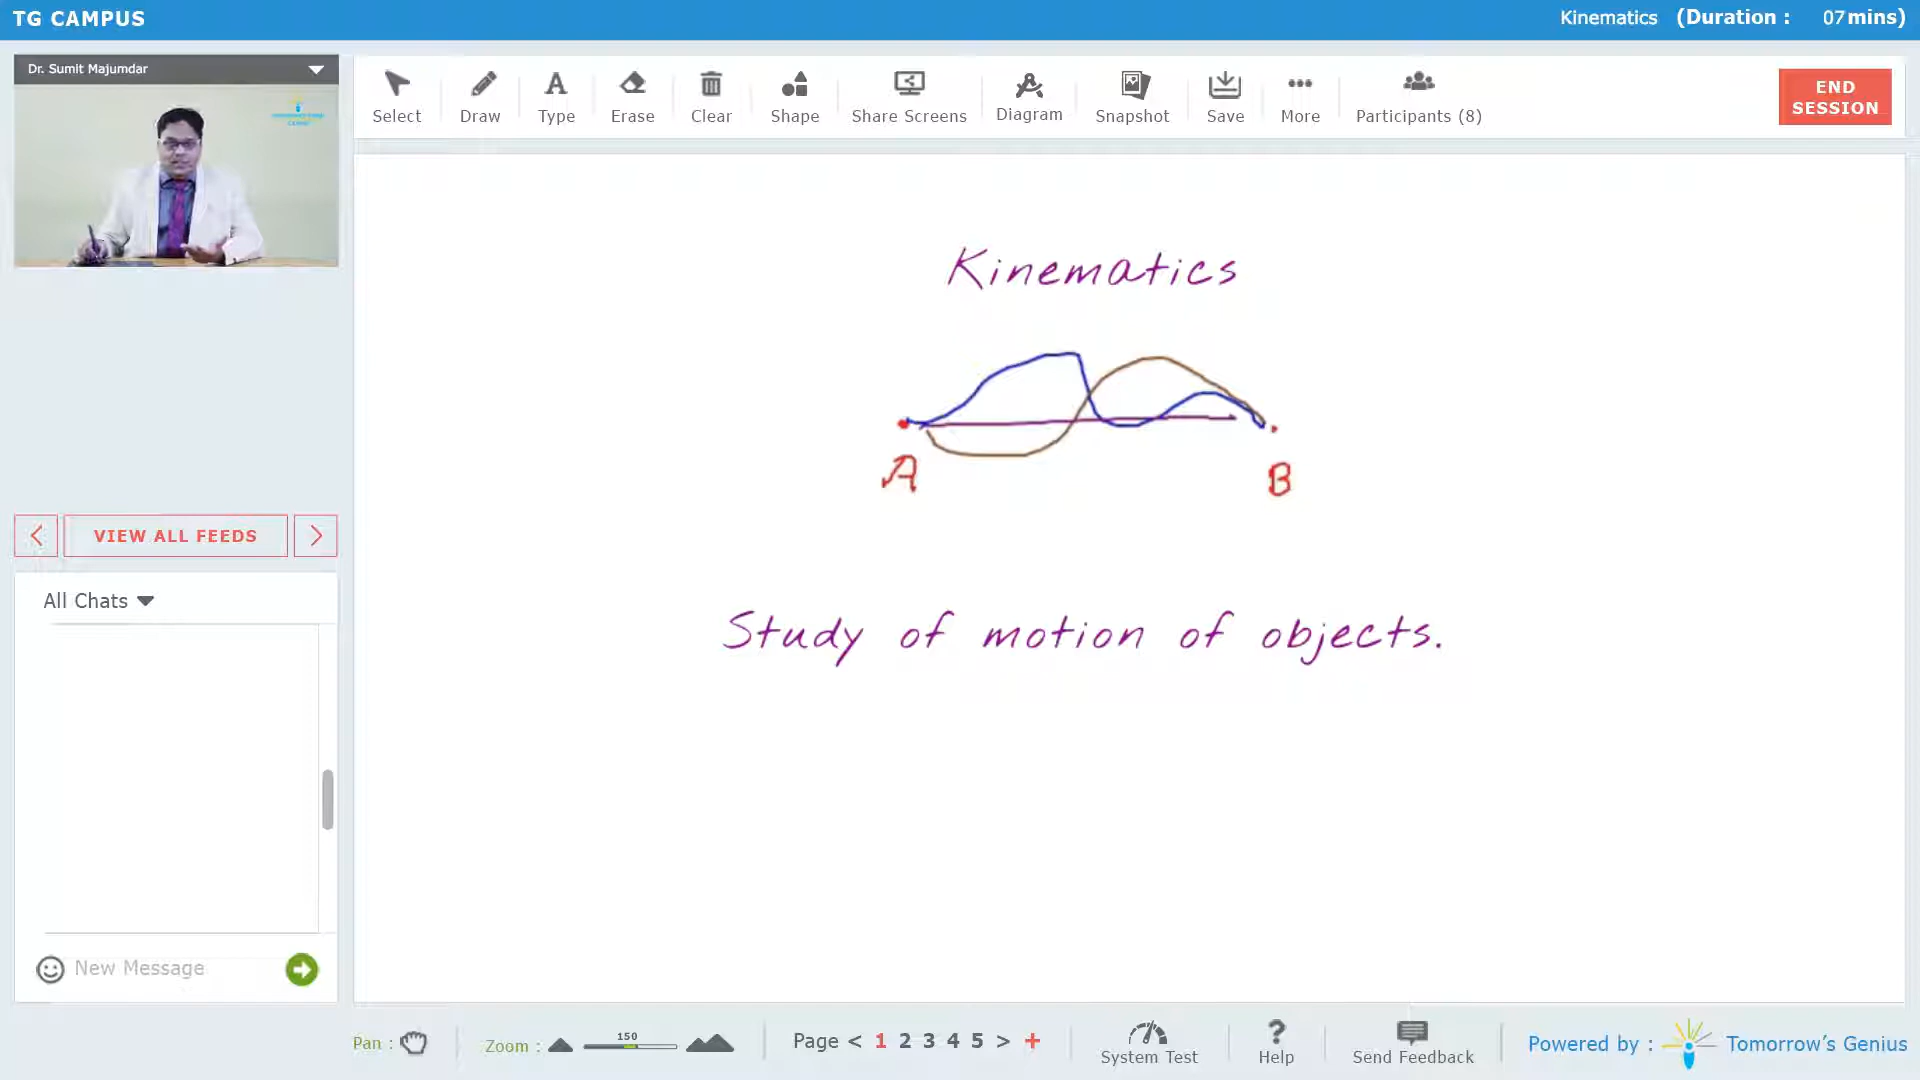 TG CAMPUS
Kinematics (Duration : 07 mins)
Dr. Sumit Majumdar
Select
Draw
Type
Erase
Clear
Shape
Share Screens
Diagram
Snapshot
Save
More
Participants (8)
END SESSION
Kinematics
A
B
Study of motion of objects.
VIEW ALL FEEDS
All Chats
New Message
Pan :
Zoom :
150
Page < 1 2 3 4 5 > +
System Test
Help
Send Feedback
Powered by : Tomorrow's Genius